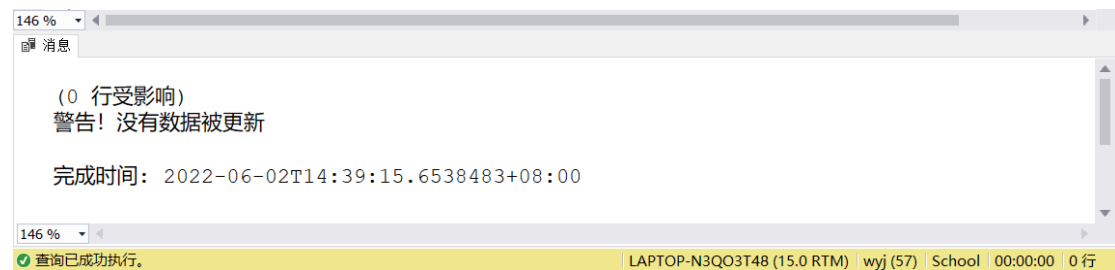 146 %
消息
(0 行受影响)
警告！没有数据被更新
完成时间: 2022-06-02T14:39:15.6538483+08:00
146 %
查询已成功执行。 LAPTOP-N3QO3T48 (15.0 RTM) wyj (57) School 00:00:00 0 行